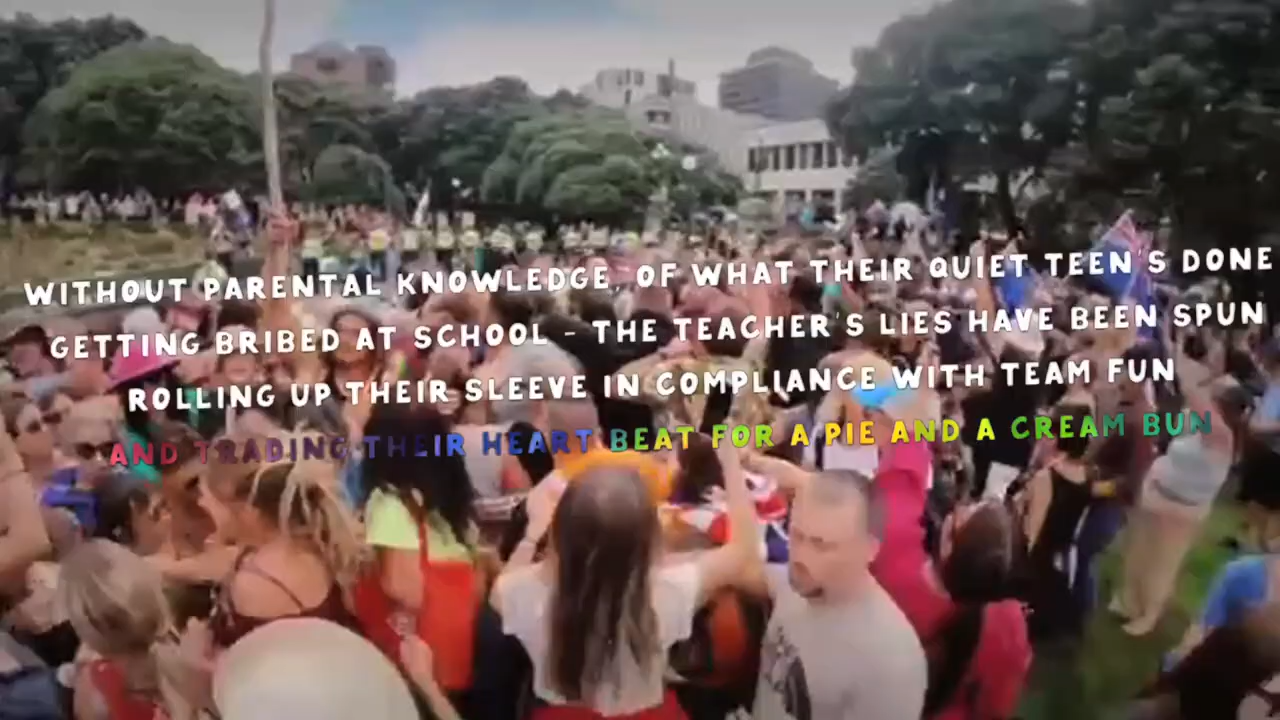 WITHOUT PARENTAL KNOWLEDGE, OF WHAT THEIR QUIET TEEN'S DONE
GETTING BRIBED AT SCHOOL - THE TEACHER'S LIES HAVE BEEN SPUN
ROLLING UP THEIR SLEEVE IN COMPLIANCE WITH TEAM FUN
AND TRADING THEIR HEART BEAT FOR A PIE AND A CREAM BUN